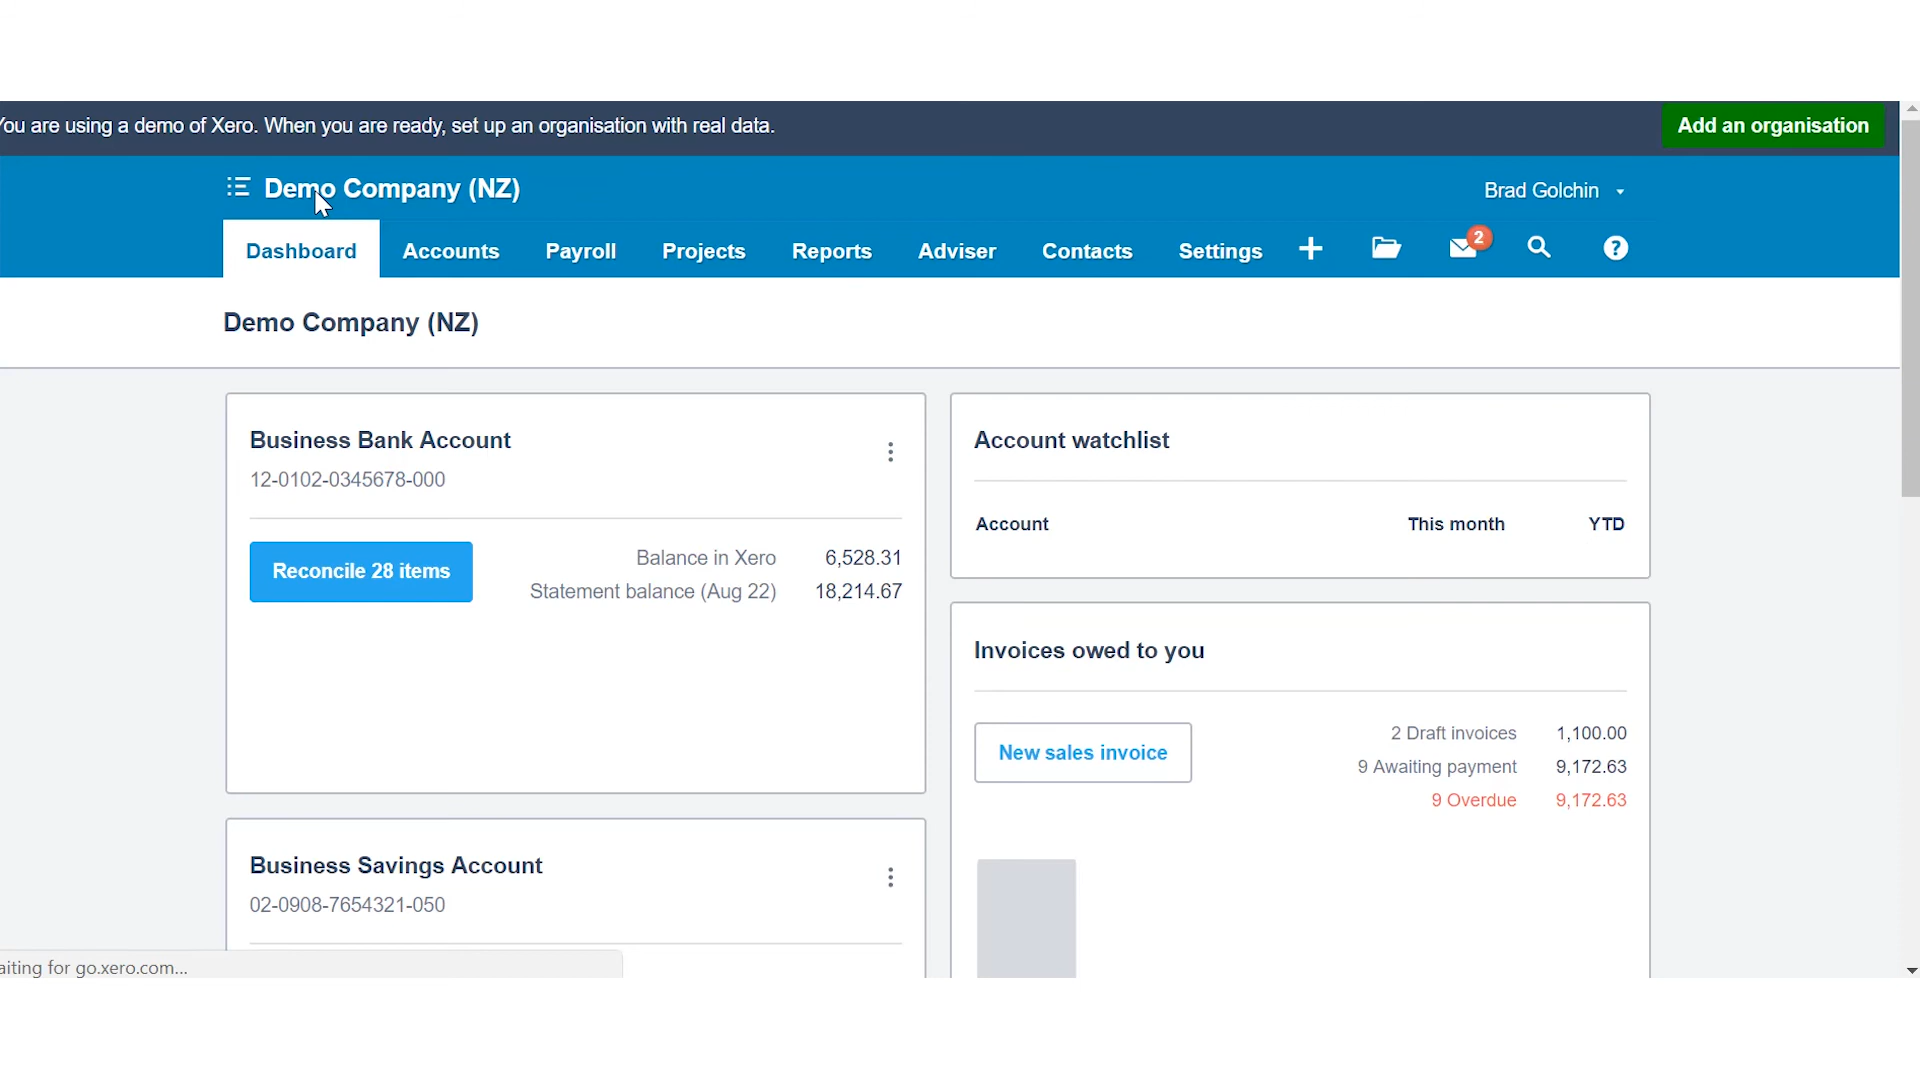 You are using a demo of Xero. When you are ready, set up an organisation with real data.
Add an organisation
Demo Company (NZ)
Brad Golchin
Dashboard Accounts Payroll Projects Reports Adviser Contacts Settings 2 ?
Demo Company (NZ)
Business Bank Account
12-0102-0345678-000
Reconcile 28 items
Balance in Xero 6,528.31
Statement balance (Aug 22) 18,214.67
Business Savings Account
02-0908-7654321-050
Account watchlist
Account This month YTD
Invoices owed to you
New sales invoice
2 Draft invoices 1,100.00
9 Awaiting payment 9,172.63
9 Overdue 9,172.63
aiting for go.xero.com...